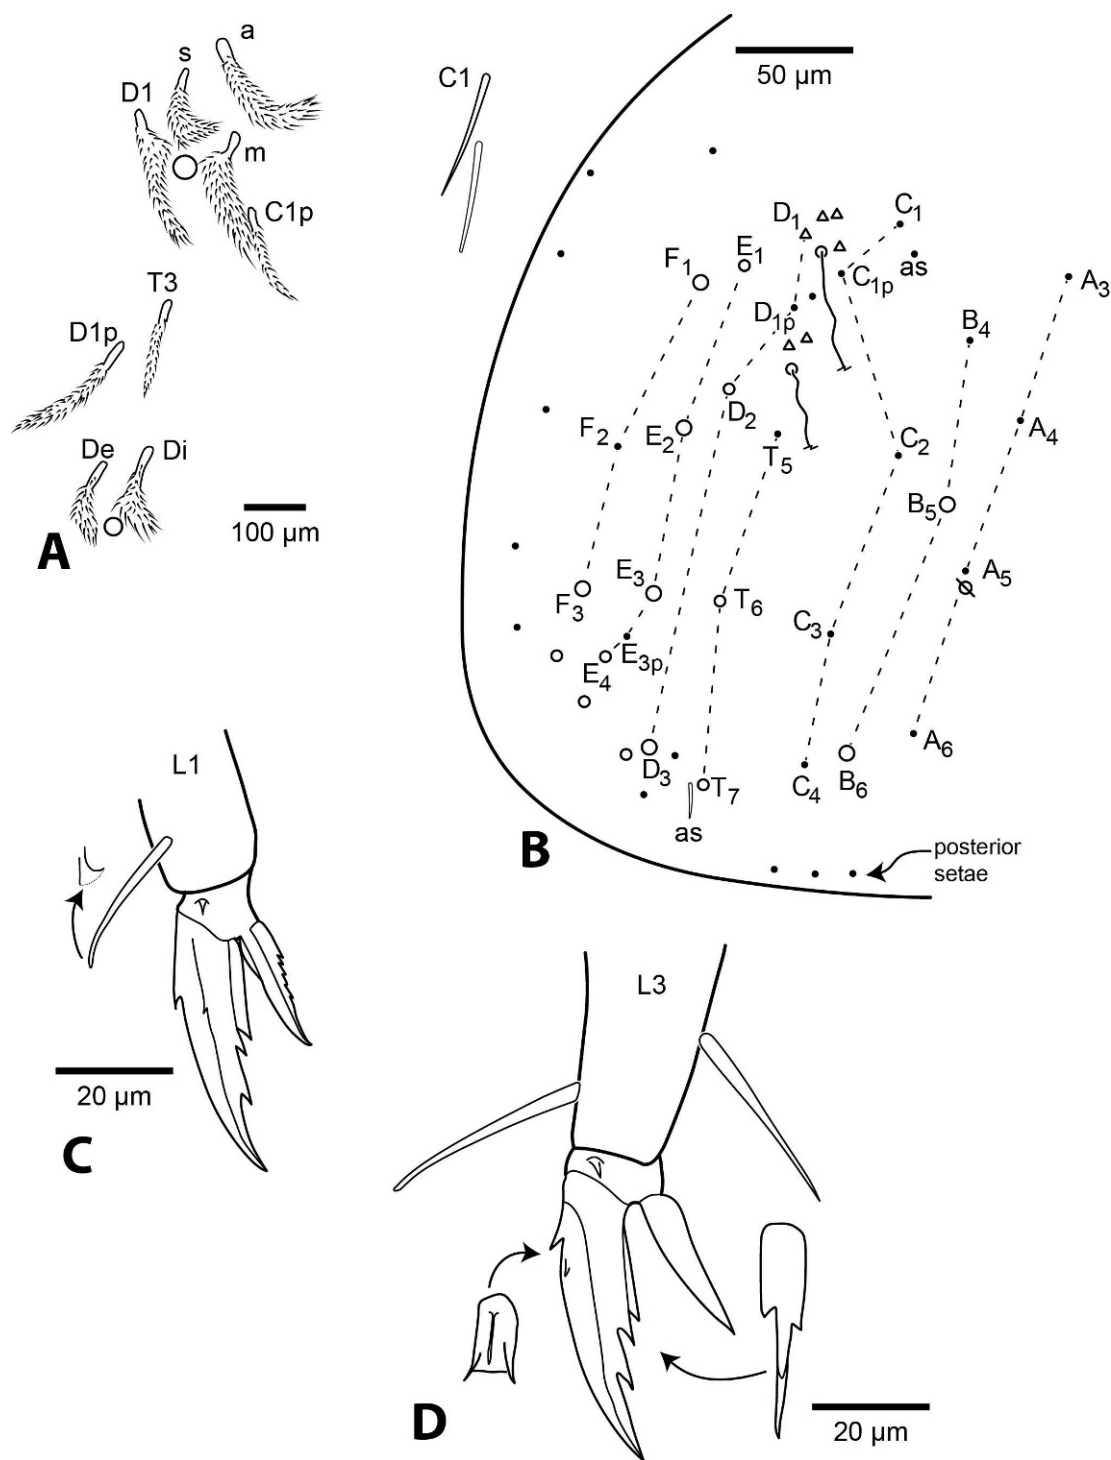 a
s
D1
m
C1p
T3
D1p
De
Di
100 µm
A
C1
50 µm
D1
C1
E1
F1
as
C1p
A3
D1p
B4
D2
F2
E2
A4
T5
C2
B5
E3
A5
F3
T6
C3
E3p
E4
A6
D3
T7
C4
B6
as
B
posterior
setae
L1
20 µm
C
L3
D
20 µm